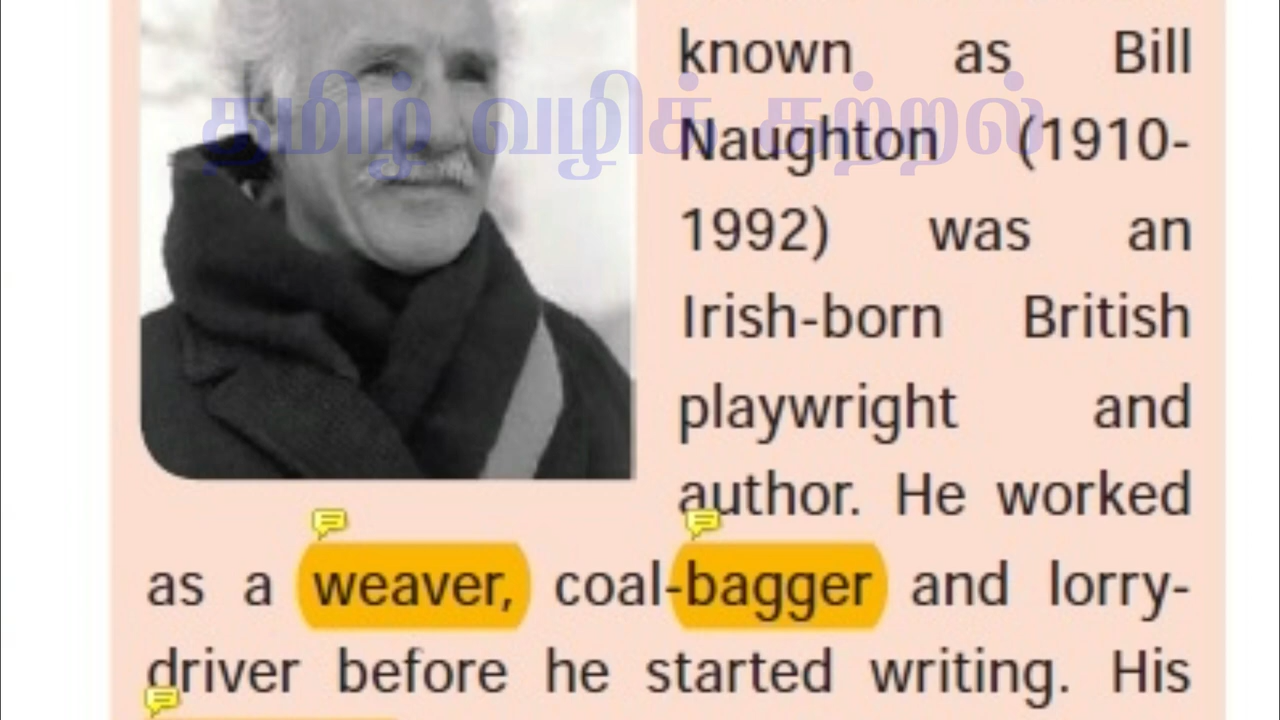 known as Bill
தமிழ் வழிக் கற்றல்
Naughton (1910-
1992) was an
Irish-born British
playwright and
author. He worked
as a weaver, coal-bagger and lorry-
driver before he started writing. His